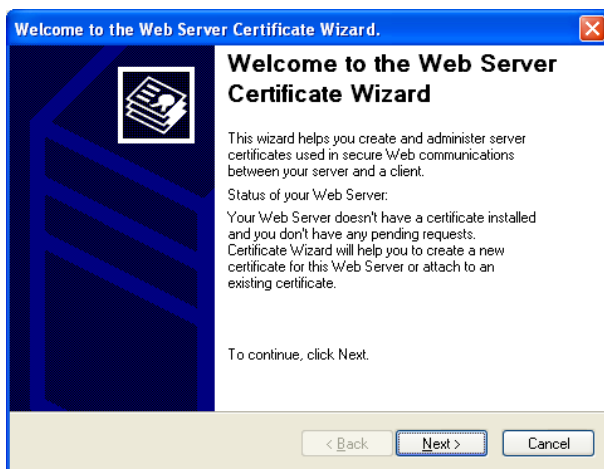 Welcome to the Web Server Certificate Wizard.
Welcome to the Web Server
Certificate Wizard
This wizard helps you create and administer server
certificates used in secure Web communications
between your server and a client.
Status of your Web Server:
Your Web Server doesn't have a certificate installed
and you don't have any pending requests.
Certificate Wizard will help you to create a new
certificate for this Web Server or attach to an
existing certificate.
To continue, click Next.
< Back Next > Cancel